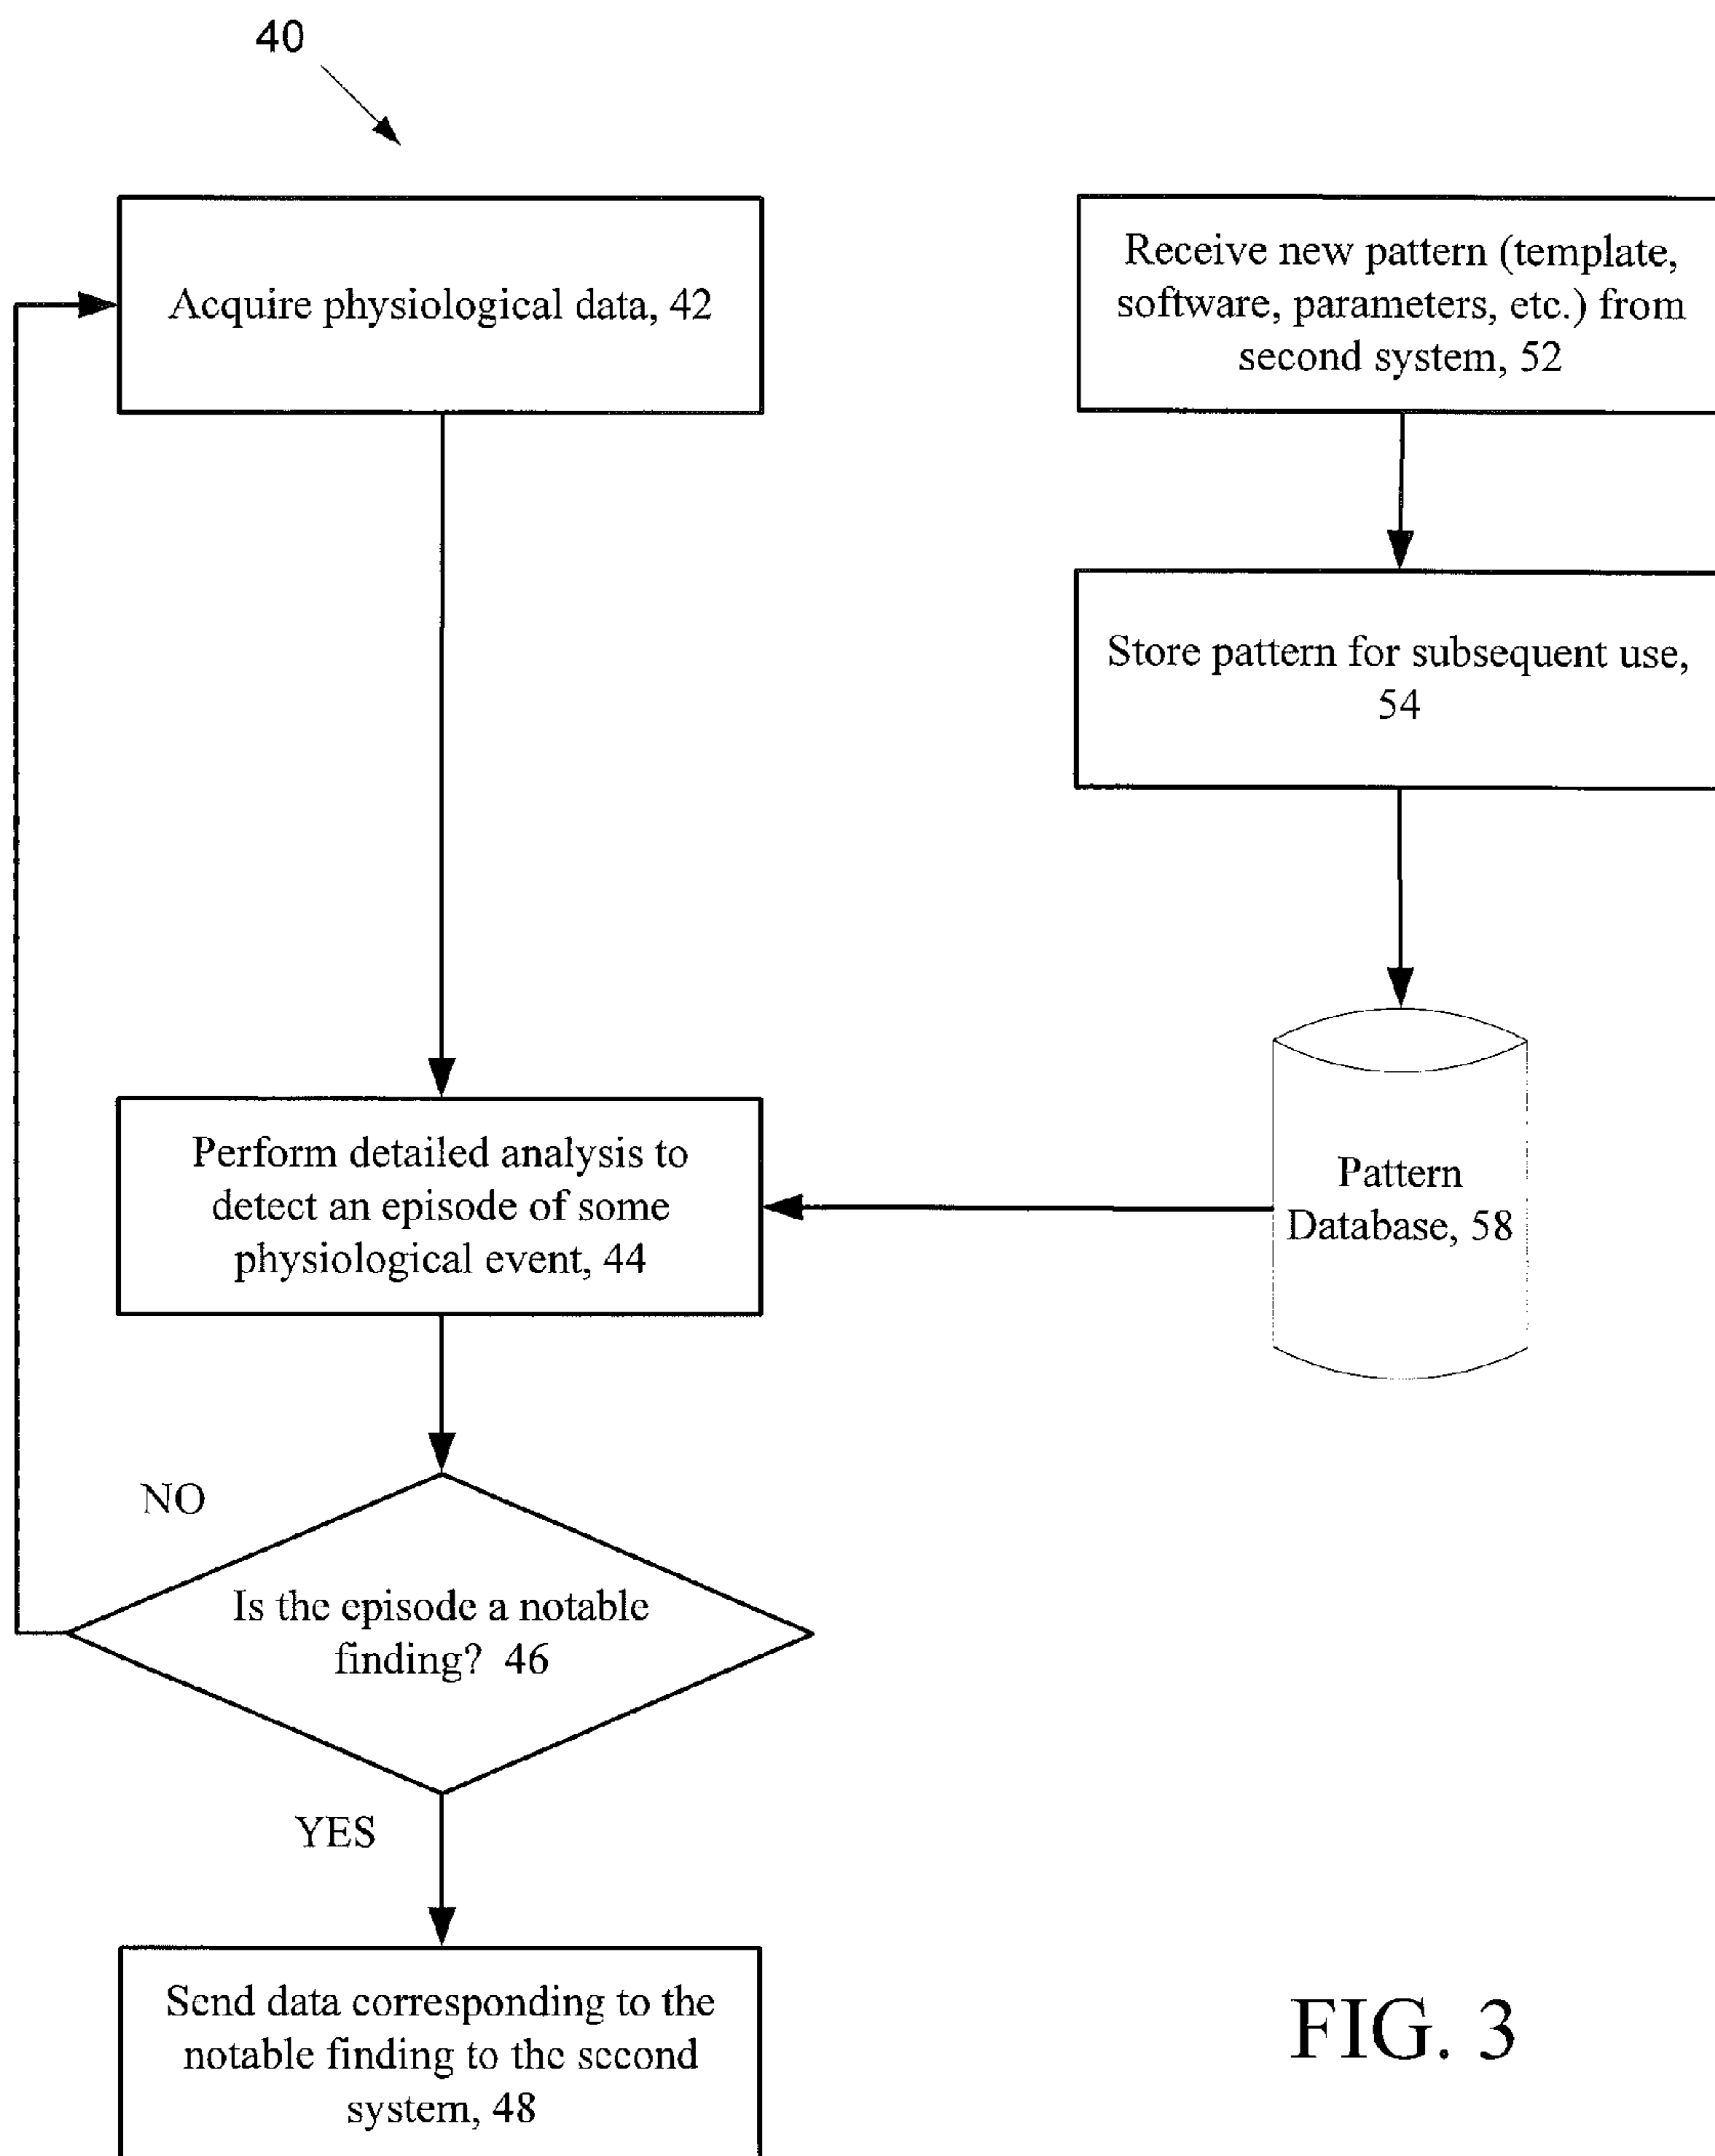 40
Acquire physiological data, 42
Receive new pattern (template,
software, parameters, etc.) from
second system, 52
Store pattern for subsequent use,
54
Perform detailed analysis to
detect an episode of some
physiological event, 44
Pattern
Database, 58
NO
Is the episode a notable
finding? 46
YES
Send data corresponding to the
notable finding to the second
system, 48
FIG. 3